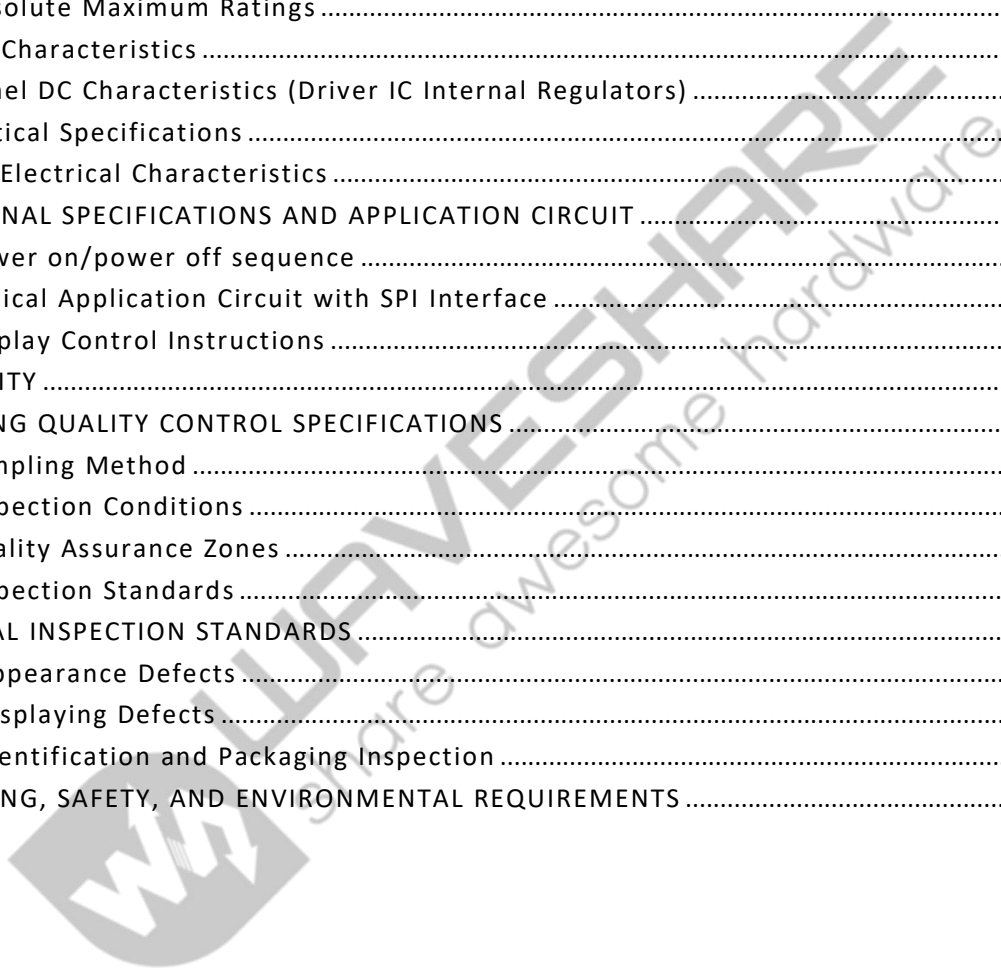 solute Maximum Ratings
Characteristics
nel DC Characteristics (Driver IC Internal Regulators)
tical Specifications
Electrical Characteristics
NAL SPECIFICATIONS AND APPLICATION CIRCUIT
wer on/power off sequence
ical Application Circuit with SPI Interface
play Control Instructions
ITY
NG QUALITY CONTROL SPECIFICATIONS
mpling Method
pection Conditions
ality Assurance Zones
pection Standards
AL INSPECTION STANDARDS
ppearance Defects
splaying Defects
entification and Packaging Inspection
NG, SAFETY, AND ENVIRONMENTAL REQUIREMENTS
WAVESHARE
share awesome hardware